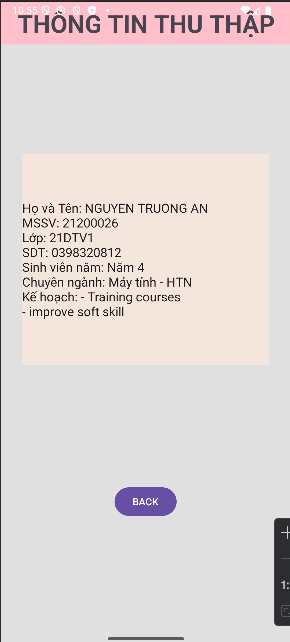 10:55
THÔNG TIN THU THẬP
Họ và Tên: NGUYEN TRUONG AN
MSSV: 21200026
Lớp: 21DTV1
SDT: 0398320812
Sinh viên năm: Năm 4
Chuyên ngành: Máy tính - HTN
Kế hoạch: - Training courses
- improve soft skill
BACK
1: